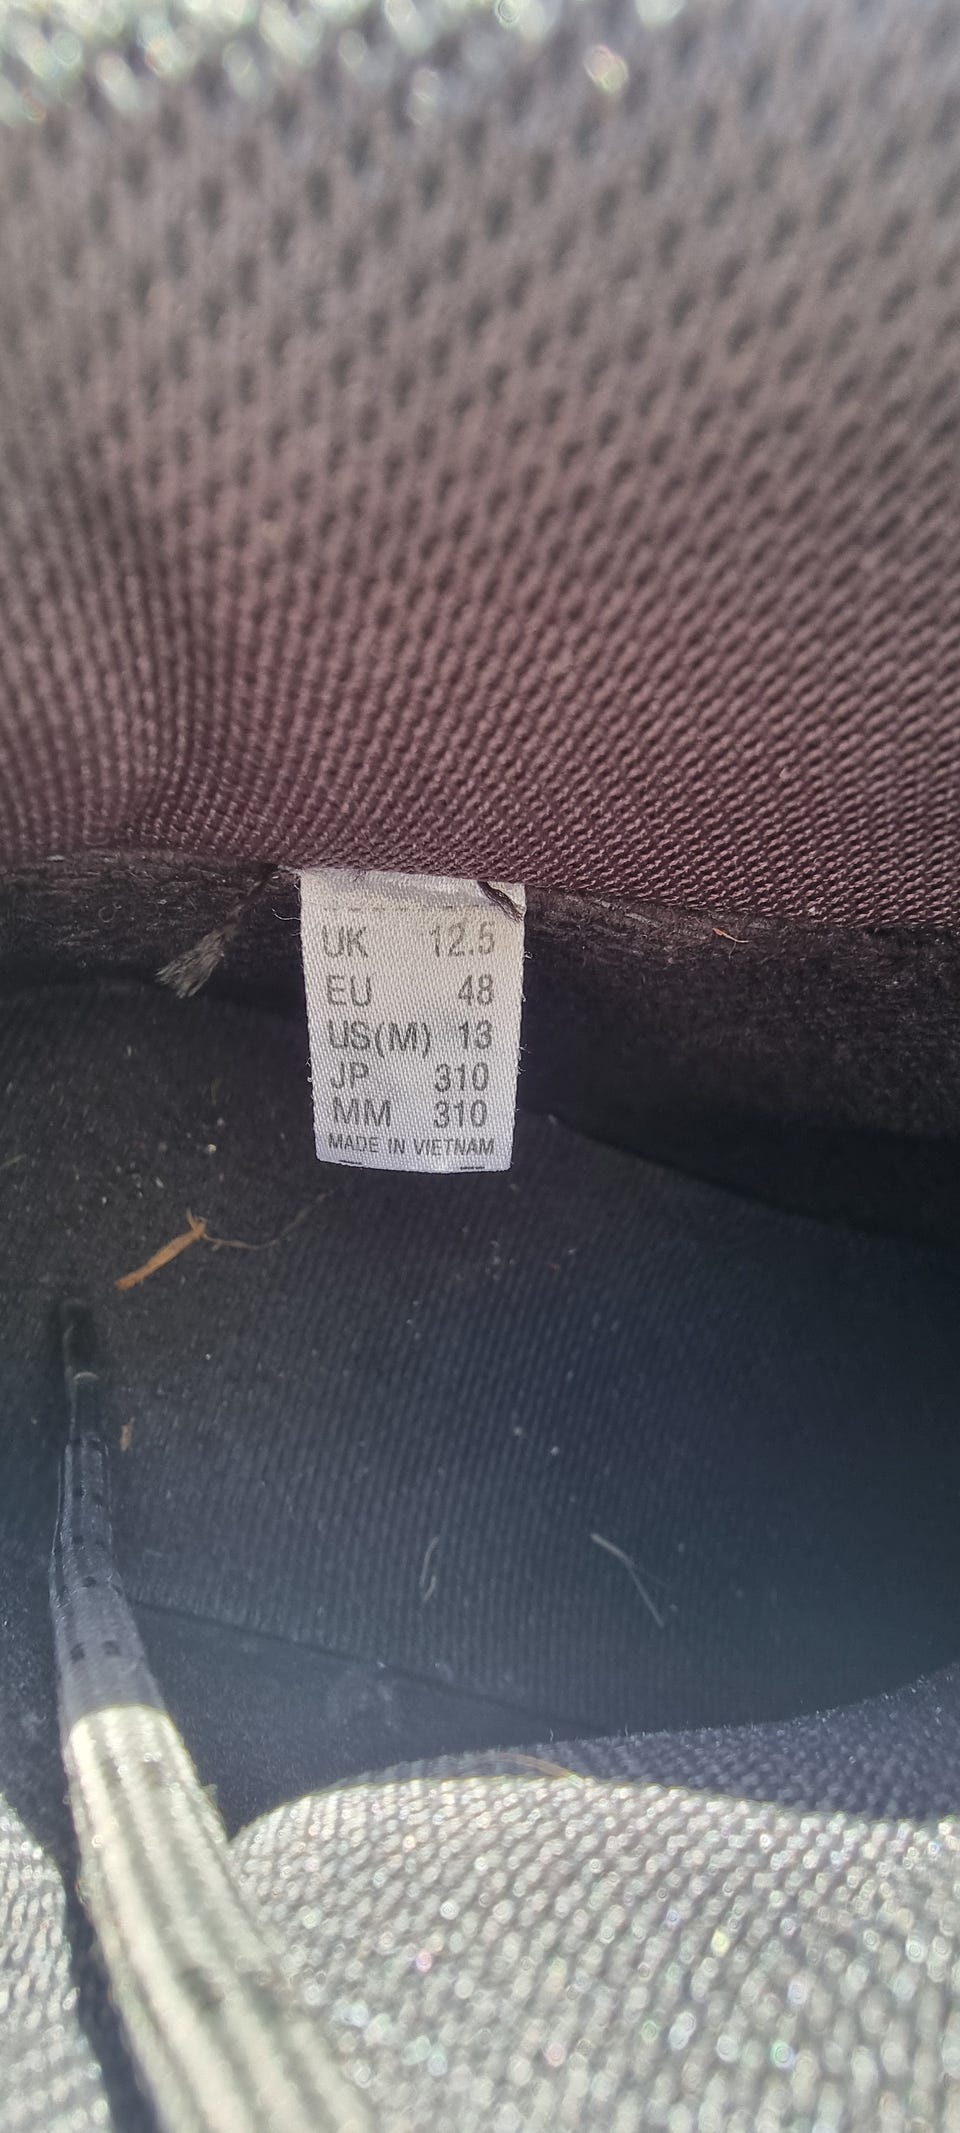 UK 12.5
EU 48
US(M) 13
JP 310
MM 310
MADE IN VIETNAM